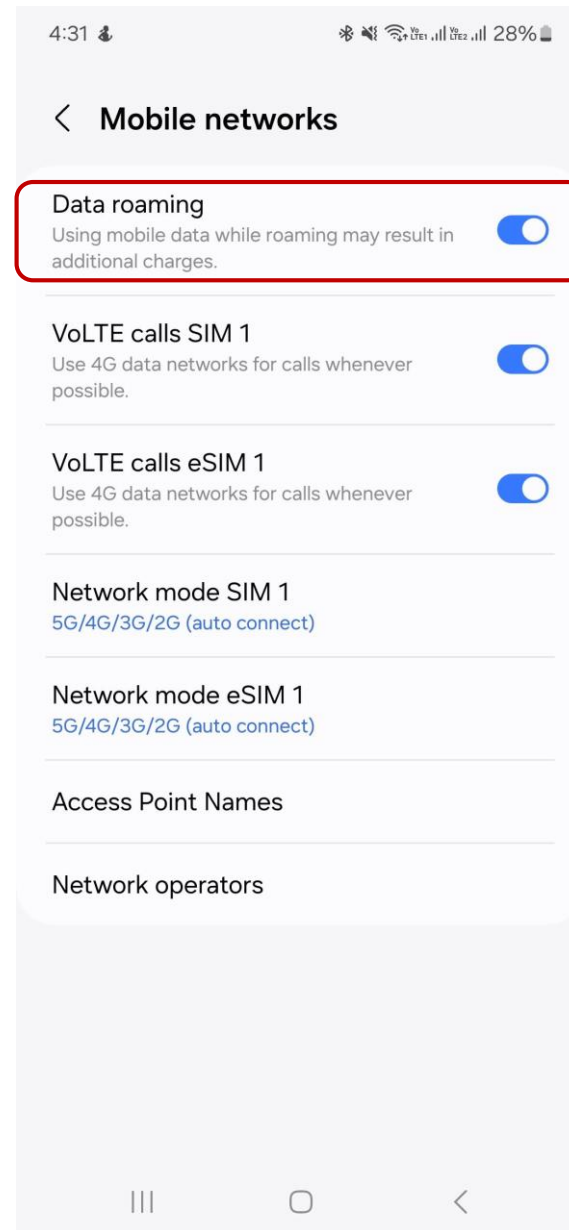 4:31 28%
Mobile networks
Data roaming
Using mobile data while roaming may result in
additional charges.
VoLTE calls SIM 1
Use 4G data networks for calls whenever
possible.
VoLTE calls eSIM 1
Use 4G data networks for calls whenever
possible.
Network mode SIM 1
5G/4G/3G/2G (auto connect)
Network mode eSIM 1
5G/4G/3G/2G (auto connect)
Access Point Names
Network operators